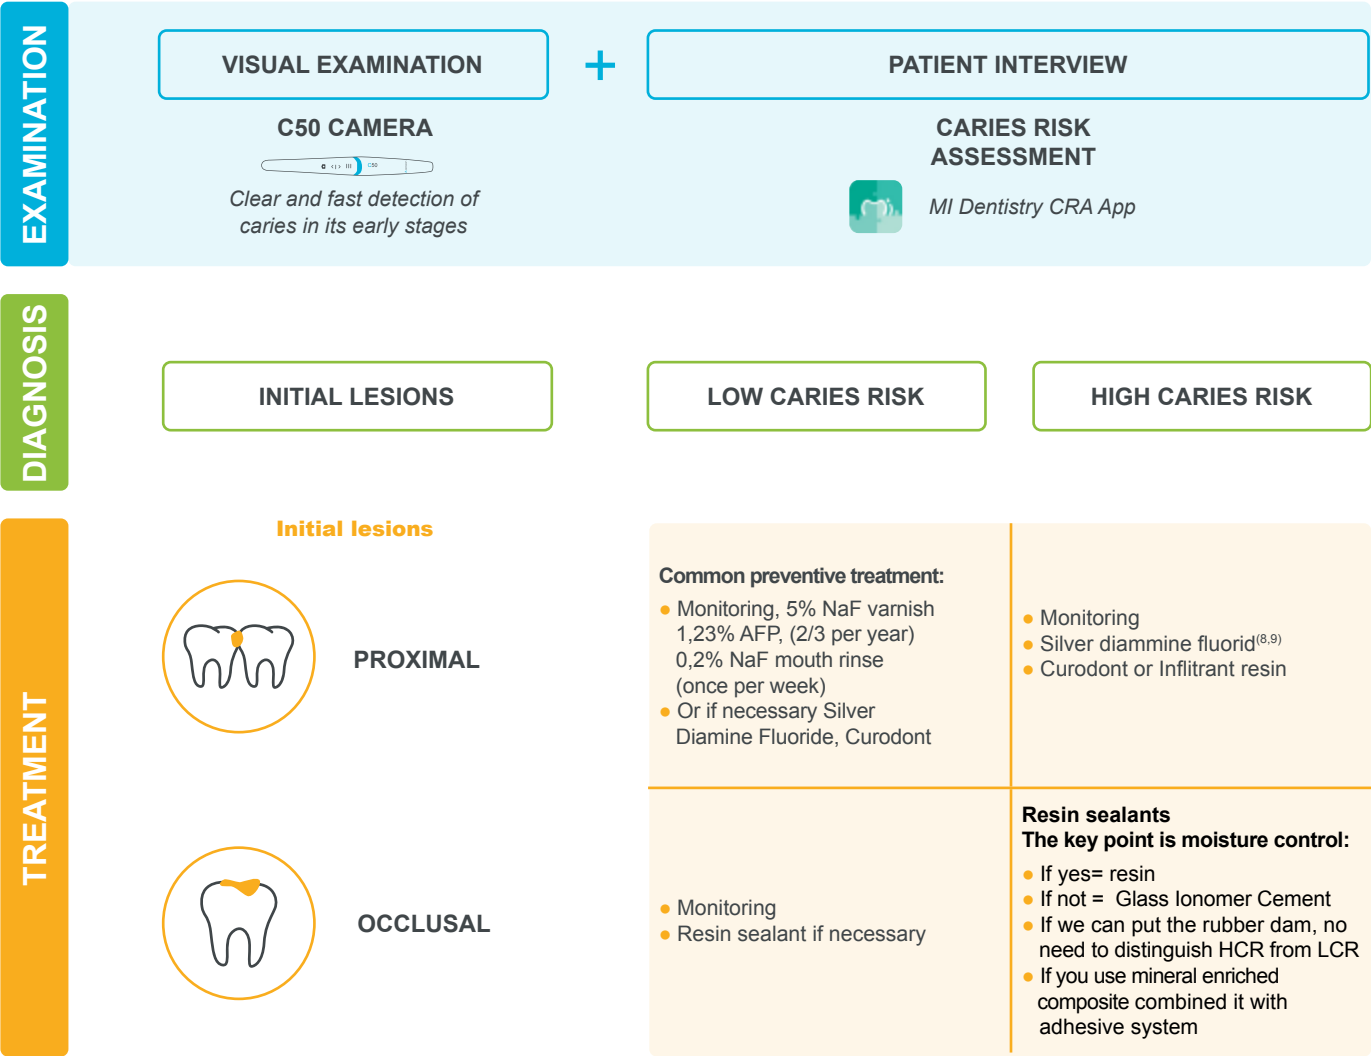 EXAMINATION
VISUAL EXAMINATION
+
PATIENT INTERVIEW
C50 CAMERA
C50
Clear and fast detection of
caries in its early stages
CARIES RISK
ASSESSMENT
MI Dentistry CRA App
DIAGNOSIS
INITIAL LESIONS
LOW CARIES RISK
HIGH CARIES RISK
TREATMENT
Initial lesions
PROXIMAL
Common preventive treatment:
● Monitoring, 5% NaF varnish
1,23% AFP, (2/3 per year)
0,2% NaF mouth rinse
(once per week)
● Or if necessary Silver
Diamine Fluoride, Curodont
● Monitoring
● Silver diammine fluorid(8,9)
● Curodont or Inflitrant resin
OCCLUSAL
● Monitoring
● Resin sealant if necessary
Resin sealants
The key point is moisture control:
● If yes= resin
● If not = Glass Ionomer Cement
● If we can put the rubber dam, no
need to distinguish HCR from LCR
● If you use mineral enriched
composite combined it with
adhesive system